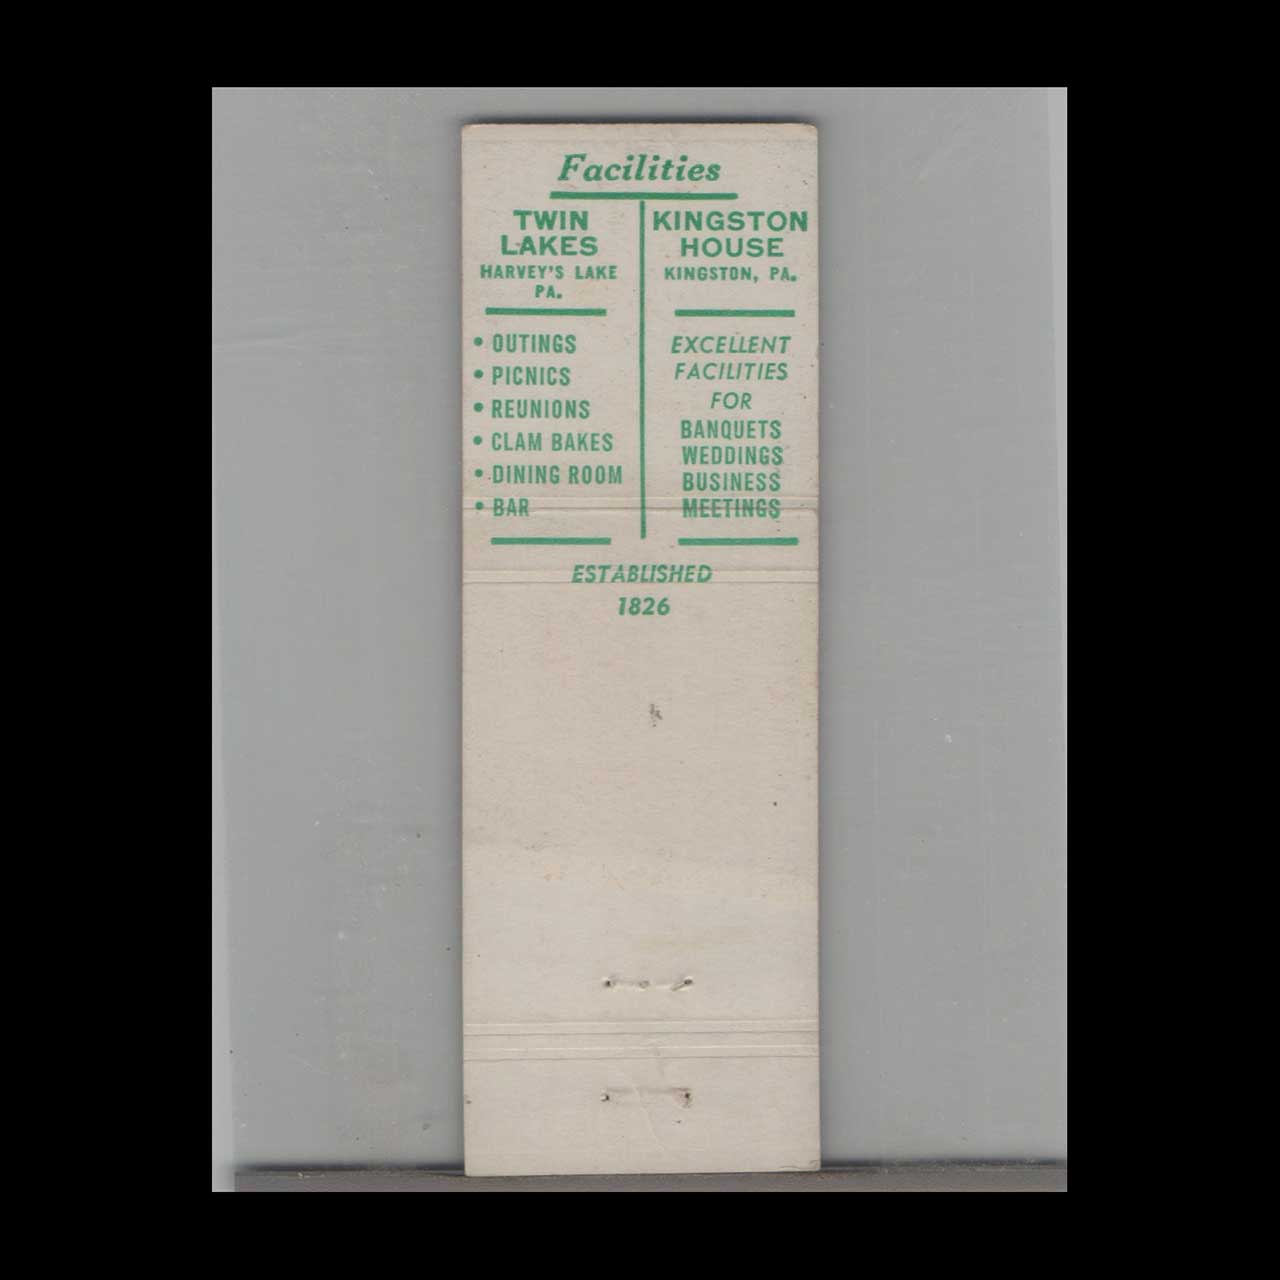 Facilities
TWIN
LAKES
HARVEY'S LAKE
PA.
• OUTINGS
• PICNICS
• REUNIONS
• CLAM BAKES
• DINING ROOM
• BAR
KINGSTON
HOUSE
KINGSTON, PA.
EXCELLENT
FACILITIES
FOR
BANQUETS
WEDDINGS
BUSINESS
MEETINGS
ESTABLISHED
1826